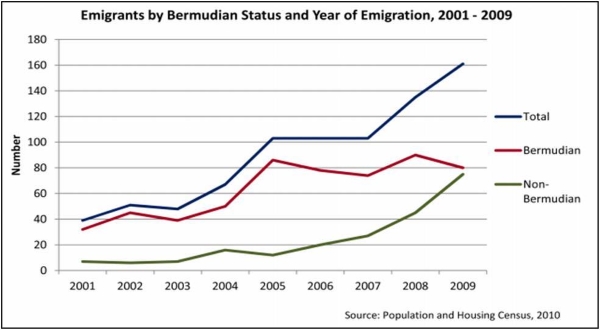 Emigrants by Bermudian Status and Year of Emigration, 2001 - 2009
180
160
140
120
100
80
60
40
20
0
Number
2001 2002 2003 2004 2005 2006 2007 2008 2009
Total
Bermudian
Non-
Bermudian
Source: Population and Housing Census, 2010